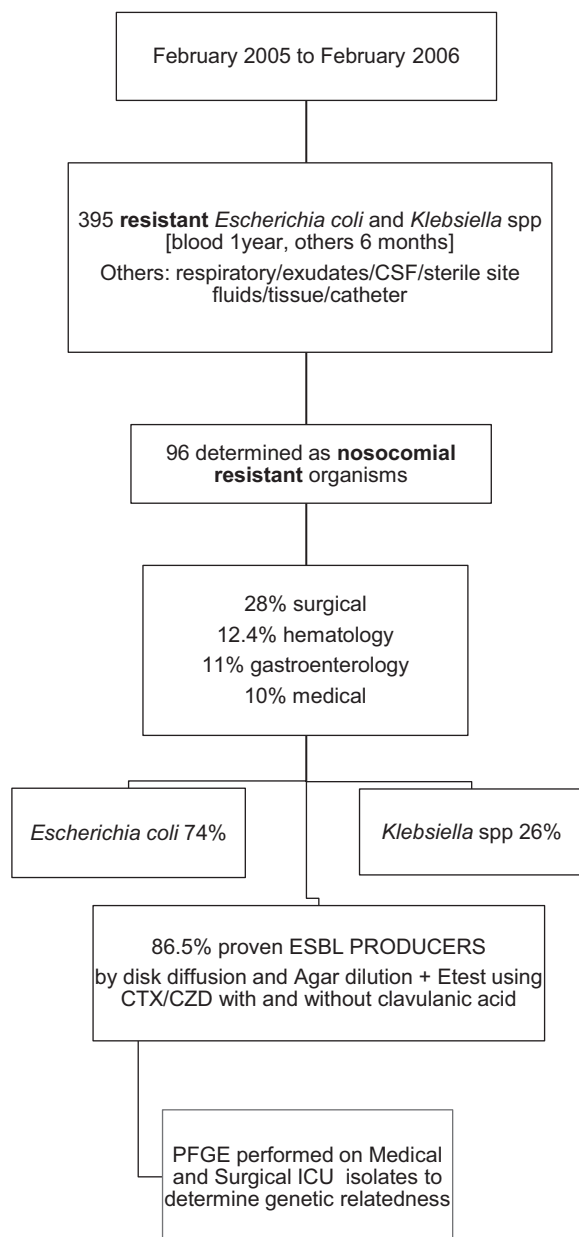 February 2005 to February 2006
395 resistant Escherichia coli and Klebsiella spp
[blood 1year, others 6 months]
Others: respiratory/exudates/CSF/sterile site
fluids/tissue/catheter
96 determined as nosocomial
resistant organisms
28% surgical
12.4% hematology
11% gastroenterology
10% medical
Escherichia coli 74%
Klebsiella spp 26%
86.5% proven ESBL PRODUCERS
by disk diffusion and Agar dilution + Etest using
CTX/CZD with and without clavulanic acid
PFGE performed on Medical
and Surgical ICU isolates to
determine genetic relatedness